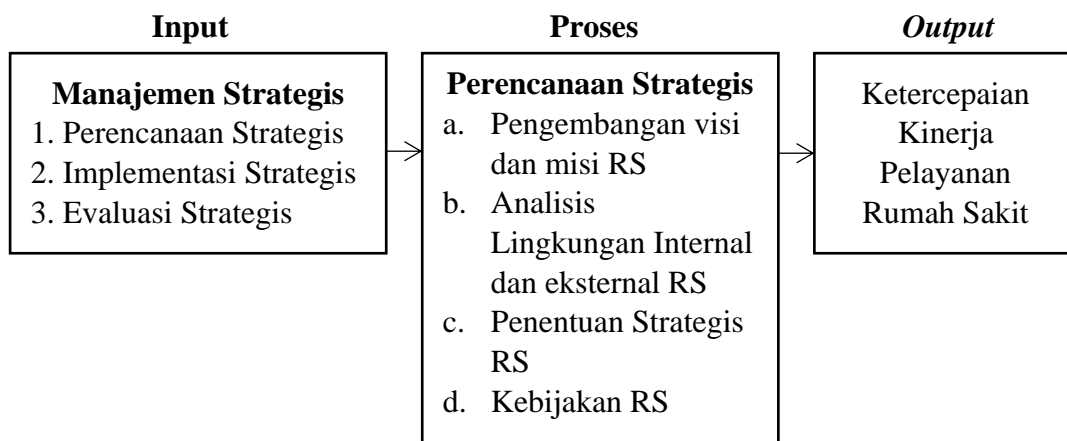 Input
Manajemen Strategis
1. Perencanaan Strategis
2. Implementasi Strategis
3. Evaluasi Strategis
Proses
Perencanaan Strategis
a. Pengembangan visi
dan misi RS
b. Analisis
Lingkungan Internal
dan eksternal RS
c. Penentuan Strategis
RS
d. Kebijakan RS
Output
Ketercepaian
Kinerja
Pelayanan
Rumah Sakit